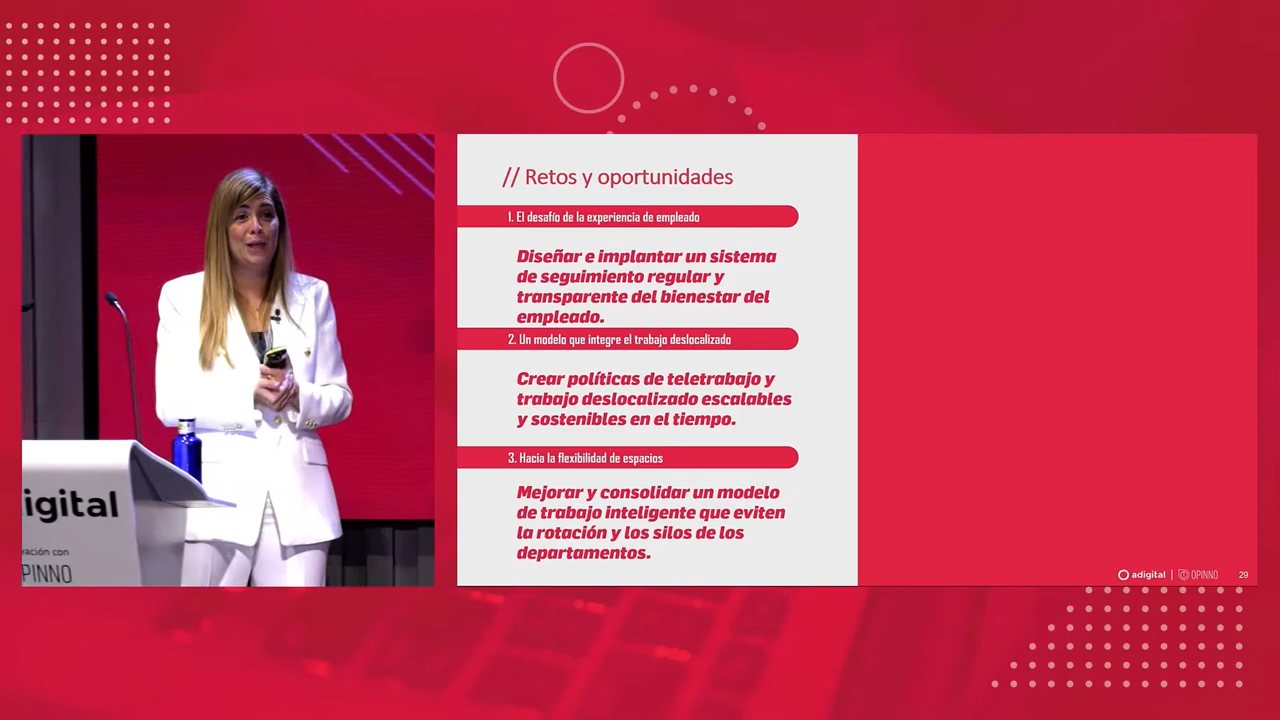 // Retos y oportunidades
1. El desafío de la experiencia de empleado
Diseñar e implantar un sistema
de seguimiento regular y
transparente del bienestar del
empleado.
2. Un modelo que integre el trabajo deslocalizado
Crear políticas de teletrabajo y
trabajo deslocalizado escalables
y sostenibles en el tiempo.
3. Hacia la flexibilidad de espacios
Mejorar y consolidar un modelo
de trabajo inteligente que eviten
la rotación y los silos de los
departamentos.
adigital | OPINNO 29
igital
ración con
PINNO